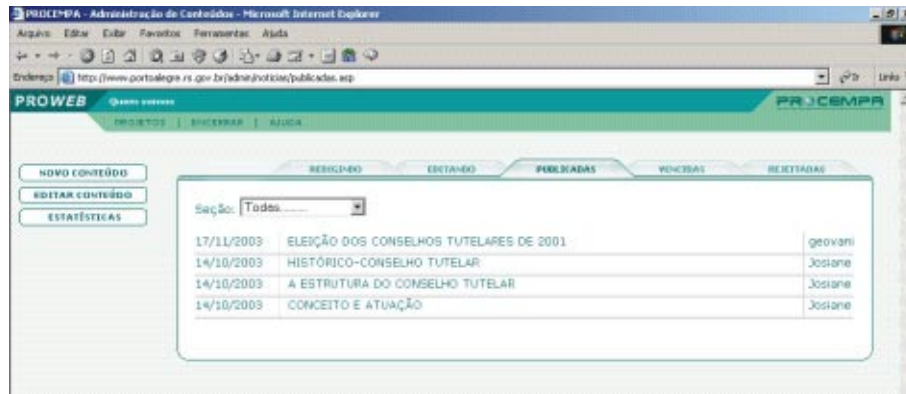 PROCEMPA - Administração de Conteúdos - Microsoft Internet Explorer
Arquivo Editar Exibir Favoritos Ferramentas Ajuda
Endereço http://www.portoalegre.rs.gov.br/admin/noticias/publicadas.asp Links
PROWEB Quem somos PROCEMPA
PROJETOS | ENCERRAR | AJUDA
NOVO CONTEÚDO
EDITAR CONTEÚDO
ESTATÍSTICAS
REDIGINDO EDITANDO PUBLICADAS VENCIDAS REJEITADAS
Seção: Todas.........
17/11/2003 ELEIÇÃO DOS CONSELHOS TUTELARES DE 2001 geovani
14/10/2003 HISTÓRICO-CONSELHO TUTELAR Josiane
14/10/2003 A ESTRUTURA DO CONSELHO TUTELAR Josiane
14/10/2003 CONCEITO E ATUAÇÃO Josiane